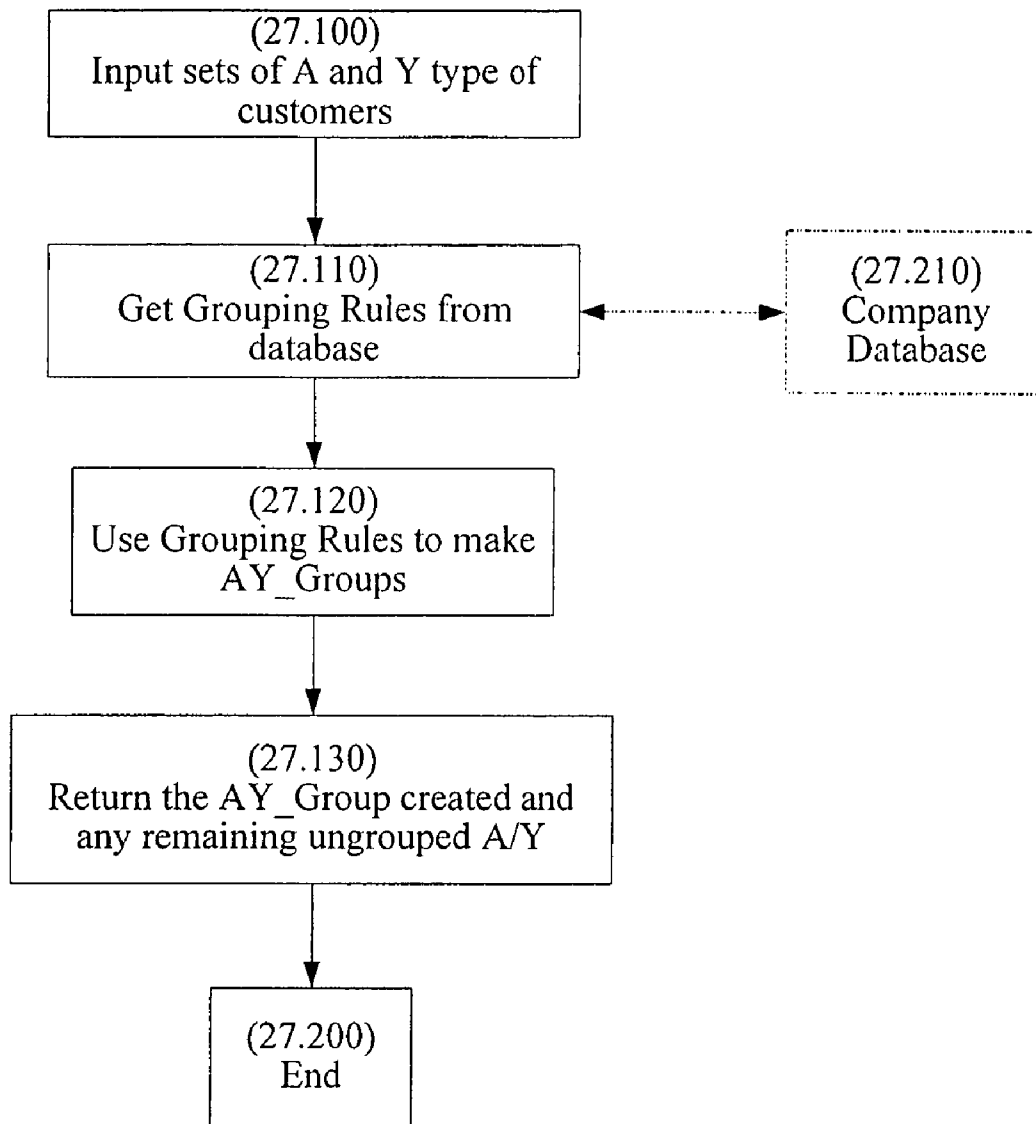 (27.100)
Input sets of A and Y type of
customers
(27.110)
Get Grouping Rules from
database
(27.210)
Company
Database
(27.120)
Use Grouping Rules to make
AY_Groups
(27.130)
Return the AY_Group created and
any remaining ungrouped A/Y
(27.200)
End